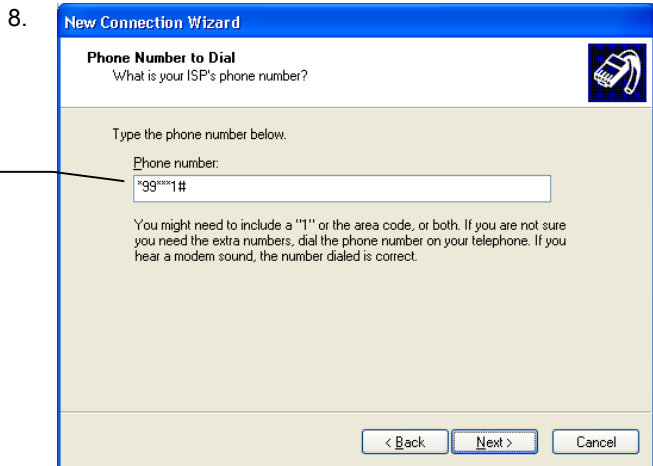 8.
New Connection Wizard
Phone Number to Dial
What is your ISP's phone number?
Type the phone number below.
Phone number:
*99***1#
You might need to include a "1" or the area code, or both. If you are not sure
you need the extra numbers, dial the phone number on your telephone. If you
hear a modem sound, the number dialed is correct.
< Back Next > Cancel